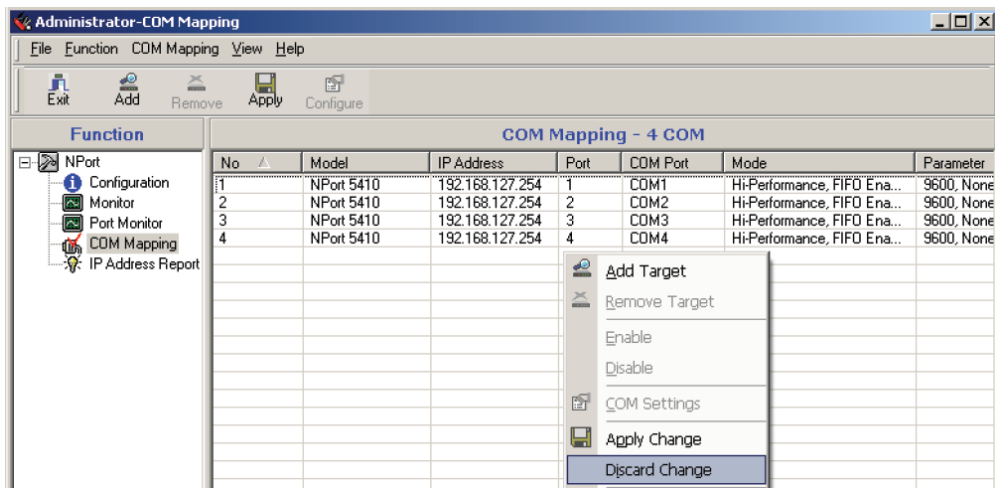 Administrator-COM Mapping
File Function COM Mapping View Help
Exit Add Remove Apply Configure
Function
COM Mapping - 4 COM
NPort
Configuration
Monitor
Port Monitor
COM Mapping
IP Address Report
No Model IP Address Port COM Port Mode Parameter
1 NPort 5410 192.168.127.254 1 COM1 Hi-Performance, FIFO Ena... 9600, None
2 NPort 5410 192.168.127.254 2 COM2 Hi-Performance, FIFO Ena... 9600, None
3 NPort 5410 192.168.127.254 3 COM3 Hi-Performance, FIFO Ena... 9600, None
4 NPort 5410 192.168.127.254 4 COM4 Hi-Performance, FIFO Ena... 9600, None
Add Target
Remove Target
Enable
Disable
COM Settings
Apply Change
Discard Change